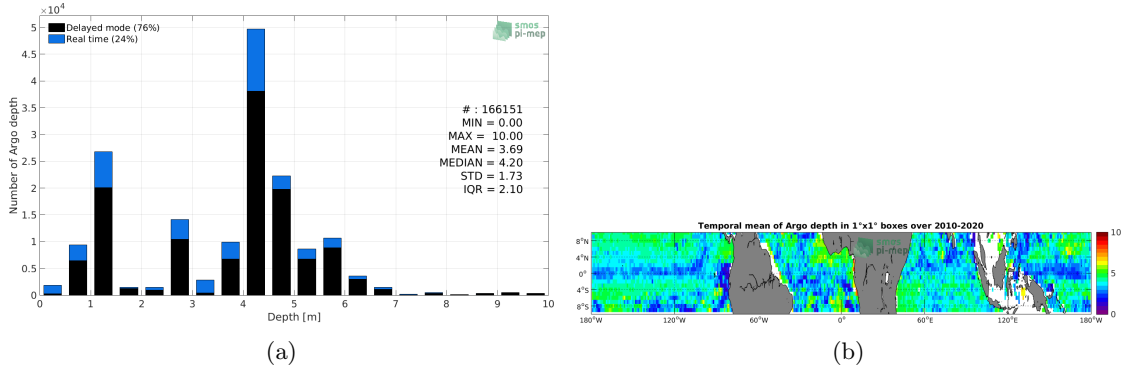 ×10^4
Delayed mode (76%)
Real time (24%)
smos
pi-mep
5
4.5
4
3.5
3
2.5
2
1.5
1
0.5
0
Number of Argo depth
# : 166151
MIN = 0.00
MAX = 10.00
MEAN = 3.69
MEDIAN = 4.20
STD = 1.73
IQR = 2.10
0 1 2 3 4 5 6 7 8 9 10
Depth [m]
(a)
Temporal mean of Argo depth in 1°x1° boxes over 2010-2020
smos
pi-mep
8°N
4°N
0°
4°S
8°S
180°W 120°W 60°W 0° 60°E 120°E 180°W
10
5
0
(b)